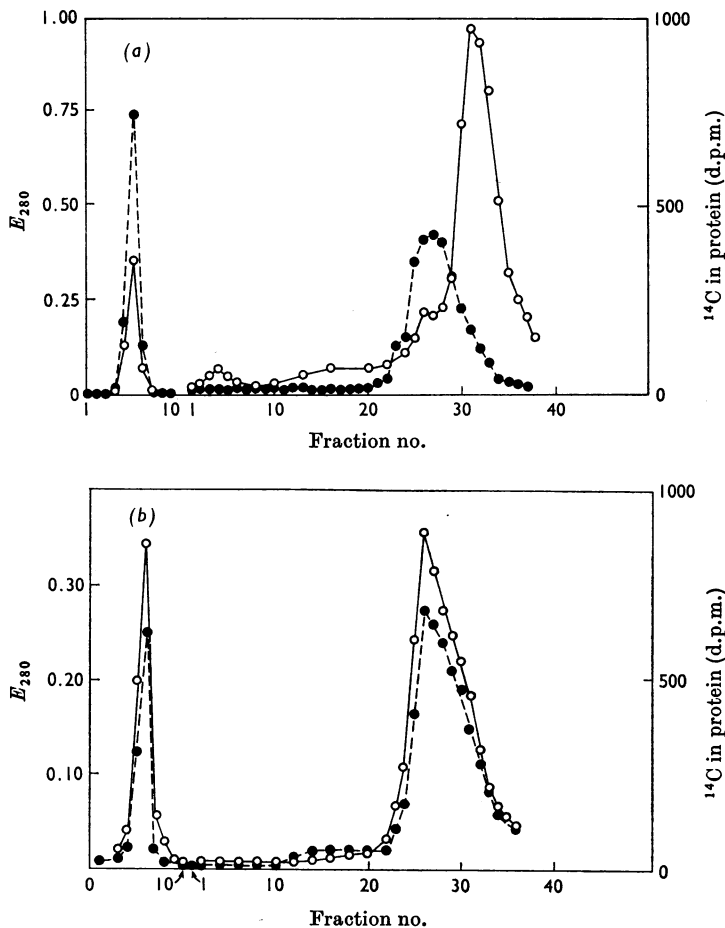 1.00
0.75
0.50
0.25
0
E280
(a)
1000
500
0
14C in protein (d.p.m.)
1 10 1 10 20 30 40
Fraction no.
0.30
0.20
0.10
E280
(b)
1000
500
0
14C in protein (d.p.m.)
0 10 1 10 20 30 40
Fraction no.